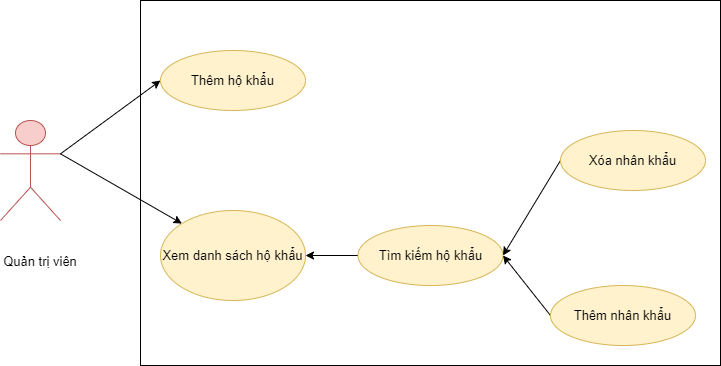 Thêm hộ khẩu
Xóa nhân khẩu
Quản trị viên
Xem danh sách hộ khẩu
Tìm kiếm hộ khẩu
Thêm nhân khẩu